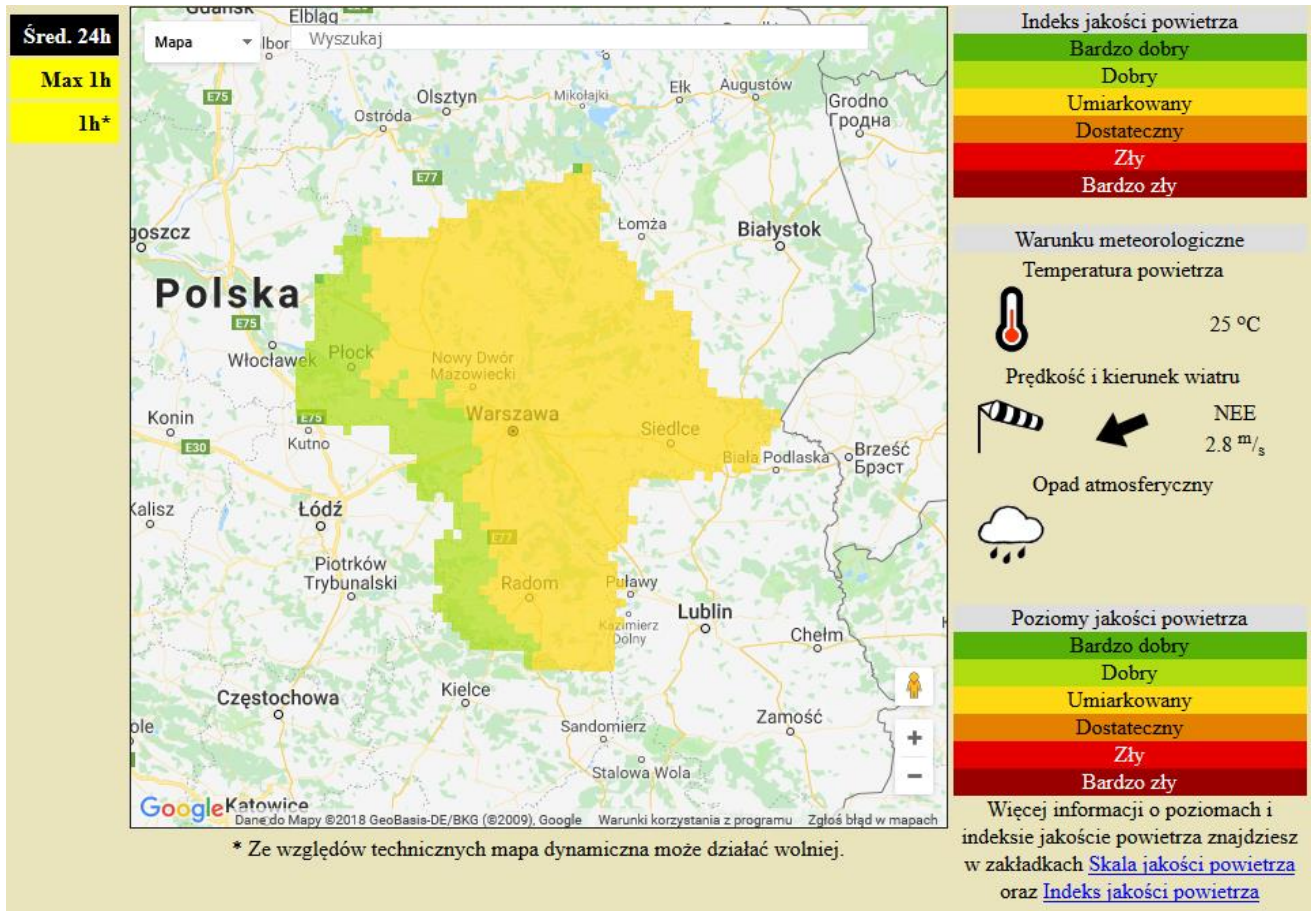 Śred. 24h
Max 1h
1h*
Gdańsk
Elbląg
Mapa
Wyszukaj
Ełk
Augustów
Olsztyn
Mikołajki
Grodno
Гродна
E75
Ostróda
E77
Łomża
Białystok
Polska
E75
Włocławek
Płock
Nowy Dwór
Mazowiecki
Konin
E75
Warszawa
Siedlce
Kutno
E30
Biała Podlaska
Brześć
Брэст
Kalisz
Łódź
E77
Piotrków
Trybunalski
Radom
Puławy
Kazimierz
Dolny
Lublin
Chełm
Częstochowa
Kielce
Sandomierz
Zamość
Stalowa Wola
Google
Katowice
Dane do Mapy ©2018 GeoBasis-DE/BKG (©2009), Google
Warunki korzystania z programu
Zgłoś błąd w mapach
* Ze względów technicznych mapa dynamiczna może działać wolniej.
Indeks jakości powietrza
Bardzo dobry
Dobry
Umiarkowany
Dostateczny
Zły
Bardzo zły
Warunku meteorologiczne
Temperatura powietrza
25 °C
Prędkość i kierunek wiatru
NEE
2.8 m/s
Opad atmosferyczny
Poziomy jakości powietrza
Bardzo dobry
Dobry
Umiarkowany
Dostateczny
Zły
Bardzo zły
Więcej informacji o poziomach i
indeksie jakoście powietrza znajdziesz
w zakładkach Skala jakości powietrza
oraz Indeks jakości powietrza